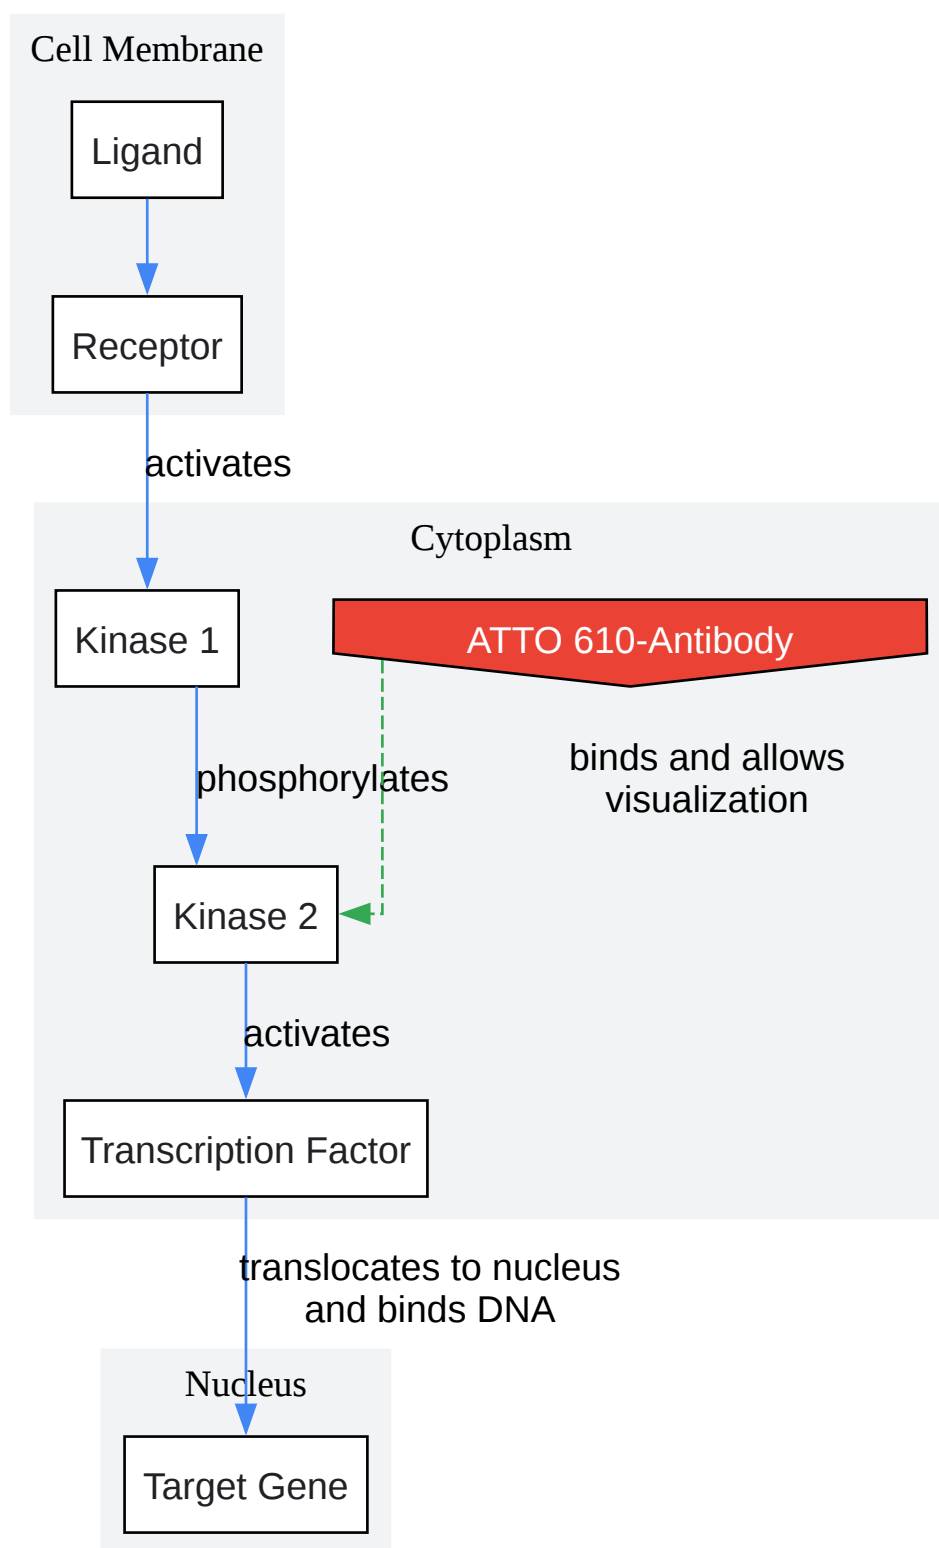 Cell Membrane
Ligand
Receptor
activates
Cytoplasm
Kinase 1
ATTO 610-Antibody
phosphorylates
binds and allows
visualization
Kinase 2
activates
Transcription Factor
translocates to nucleus
and binds DNA
Nucleus
Target Gene